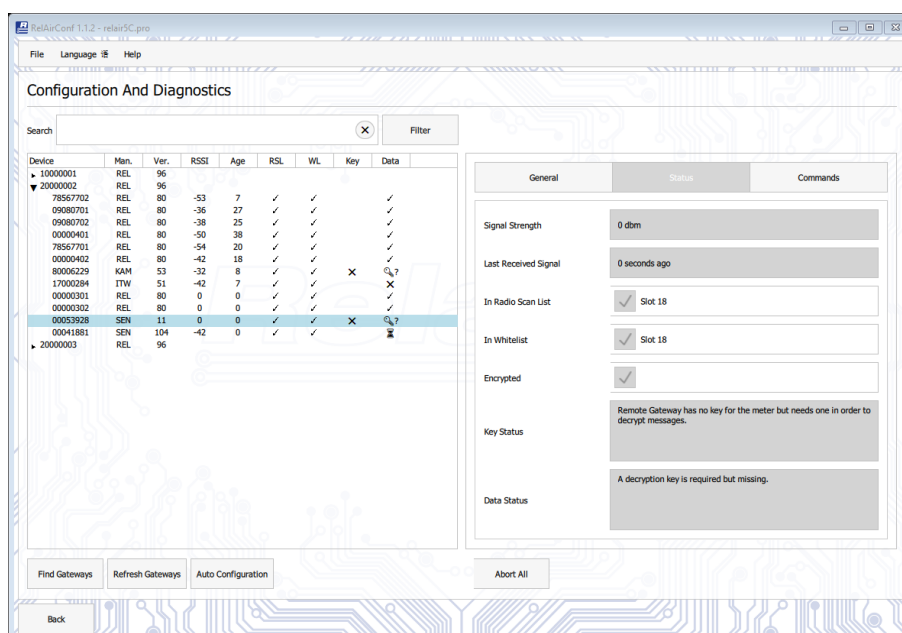 RelAirConf 1.1.2 - relair5C.pro
File Language Help
Configuration And Diagnostics
Search Filter
Device Man. Ver. RSSI Age RSL WL Key Data
10000001 REL 96
20000002 REL 96
78567702 REL 80 -53 7 ✓ ✓ ✓
09080701 REL 80 -36 27 ✓ ✓ ✓
09080702 REL 80 -38 25 ✓ ✓ ✓
00000401 REL 80 -50 38 ✓ ✓ ✓
78567701 REL 80 -54 20 ✓ ✓ ✓
00000402 REL 80 -42 18 ✓ ✓ ✓
80006229 KAM 53 -32 8 ✓ ✓ ✕ ?
17000284 ITW 51 -42 7 ✓ ✓ ✕
00000301 REL 80 0 0 ✓ ✓ ✓
00000302 REL 80 0 0 ✓ ✓ ✓
00053928 SEN 11 0 0 ✓ ✓ ✕ ?
00041881 SEN 104 -42 0 ✓ ✓
20000003 REL 96
General Status Commands
Signal Strength 0 dbm
Last Received Signal 0 seconds ago
In Radio Scan List Slot 18
In Whitelist Slot 18
Encrypted
Key Status
Remote Gateway has no key for the meter but needs one in order to
decrypt messages.
Data Status
A decryption key is required but missing.
Find Gateways Refresh Gateways Auto Configuration Abort All
Back